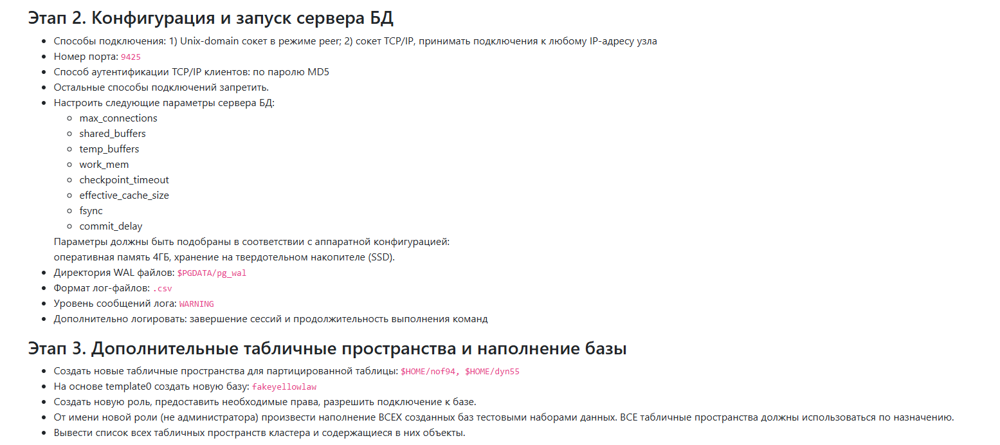 Этап 2. Конфигурация и запуск сервера БД
Способы подключения: 1) Unix-domain сокет в режиме peer; 2) сокет TCP/IP, принимать подключения к любому IP-адресу узла
Номер порта: 9425
Способ аутентификации TCP/IP клиентов: по паролю MD5
Остальные способы подключений запретить.
Настроить следующие параметры сервера БД:
max_connections
shared_buffers
temp_buffers
work_mem
checkpoint_timeout
effective_cache_size
fsync
commit_delay
Параметры должны быть подобраны в соответствии с аппаратной конфигурацией:
оперативная память 4ГБ, хранение на твердотельном накопителе (SSD).
Директория WAL файлов: $PGDATA/pg_wal
Формат лог-файлов: .csv
Уровень сообщений лога: WARNING
Дополнительно логировать: завершение сессий и продолжительность выполнения команд
Этап 3. Дополнительные табличные пространства и наполнение базы
Создать новые табличные пространства для партицированной таблицы: $HOME/nof94, $HOME/dyn55
На основе template0 создать новую базу: fakeyellowlaw
Создать новую роль, предоставить необходимые права, разрешить подключение к базе.
От имени новой роли (не администратора) произвести наполнение ВСЕХ созданных баз тестовыми наборами данных. ВСЕ табличные пространства должны использоваться по назначению.
Вывести список всех табличных пространств кластера и содержащиеся в них объекты.